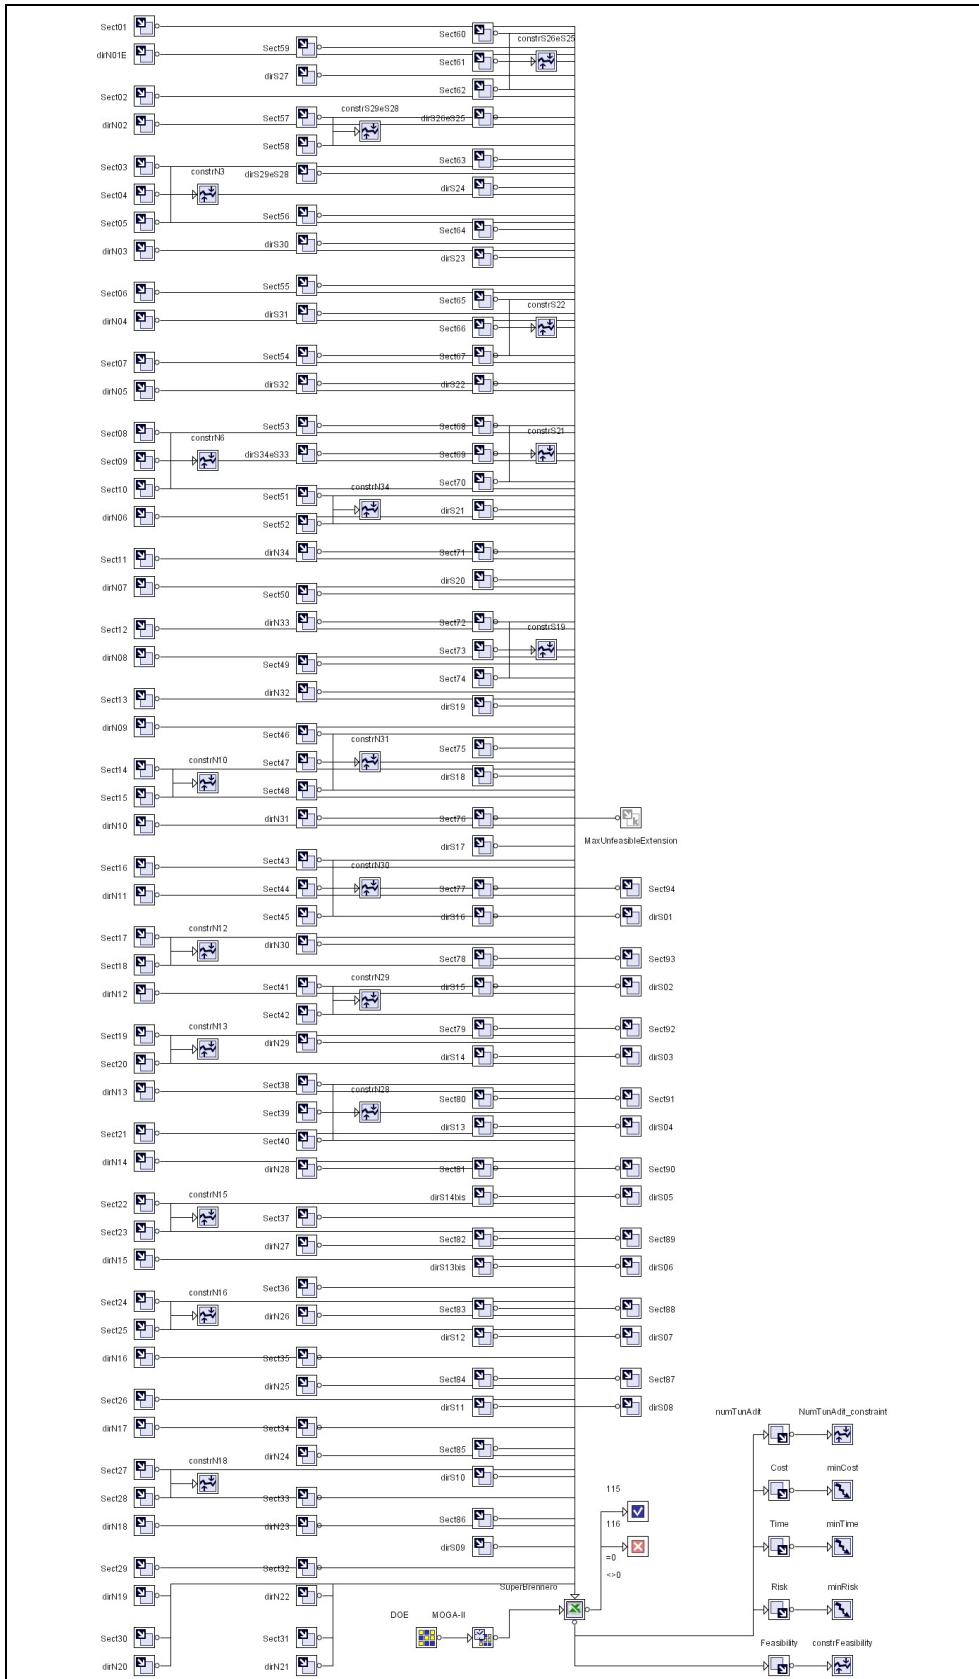 Sect01
dirN01E
Sect02
dirN02
Sect03
constrN3
Sect04
Sect05
dirN03
Sect06
dirN04
Sect07
dirN05
Sect08
constrN6
Sect09
Sect10
dirN06
Sect11
dirN07
Sect12
dirN08
Sect13
dirN09
Sect14
constrN10
Sect15
dirN10
Sect16
dirN11
Sect17
constrN12
Sect18
dirN12
Sect19
constrN13
Sect20
dirN13
Sect21
dirN14
Sect22
constrN15
Sect23
dirN15
Sect24
constrN16
Sect25
dirN16
Sect26
dirN17
Sect27
constrN18
Sect28
dirN18
Sect29
dirN19
Sect30
dirN20
Sect59
dirS27
Sect57
constrS29eS28
Sect58
dirS29eS28
Sect56
dirS30
Sect55
dirS31
Sect54
dirS32
Sect53
dirS34eS33
Sect51
constrN34
Sect52
dirN34
Sect50
dirN33
Sect49
dirN32
Sect46
constrN31
Sect47
Sect48
dirN31
Sect43
constrN30
Sect44
Sect45
dirN30
Sect41
constrN29
Sect42
dirN29
Sect38
constrN28
Sect39
Sect40
dirN28
Sect37
dirN27
Sect36
dirN26
Sect35
dirN25
Sect34
dirN24
Sect33
dirN23
Sect32
dirN22
Sect31
dirN21
Sect60
constrS26eS25
Sect61
Sect62
dirS26eS25
Sect63
dirS24
Sect64
dirS23
Sect65
constrS22
Sect66
Sect67
dirS22
Sect68
constrS21
Sect69
Sect70
dirS21
Sect71
dirS20
Sect72
constrS19
Sect73
Sect74
dirS19
Sect75
dirS18
Sect76
dirS17
Sect77
dirS16
Sect78
dirS15
Sect79
dirS14
Sect80
dirS13
Sect81
dirS14bis
Sect82
dirS13bis
Sect83
dirS12
Sect84
dirS11
Sect85
dirS10
Sect86
dirS09
MaxUnfeasibleExtension
Sect94
dirS01
Sect93
dirS02
Sect92
dirS03
Sect91
dirS04
Sect90
dirS05
Sect89
dirS06
Sect88
dirS07
Sect87
dirS08
115
116
=0
<>0
SuperBrennero
DOE
MOGA-II
numTunAdit
NumTunAdit_constraint
Cost
minCost
Time
minTime
Risk
minRisk
Feasibility
constrFeasibility